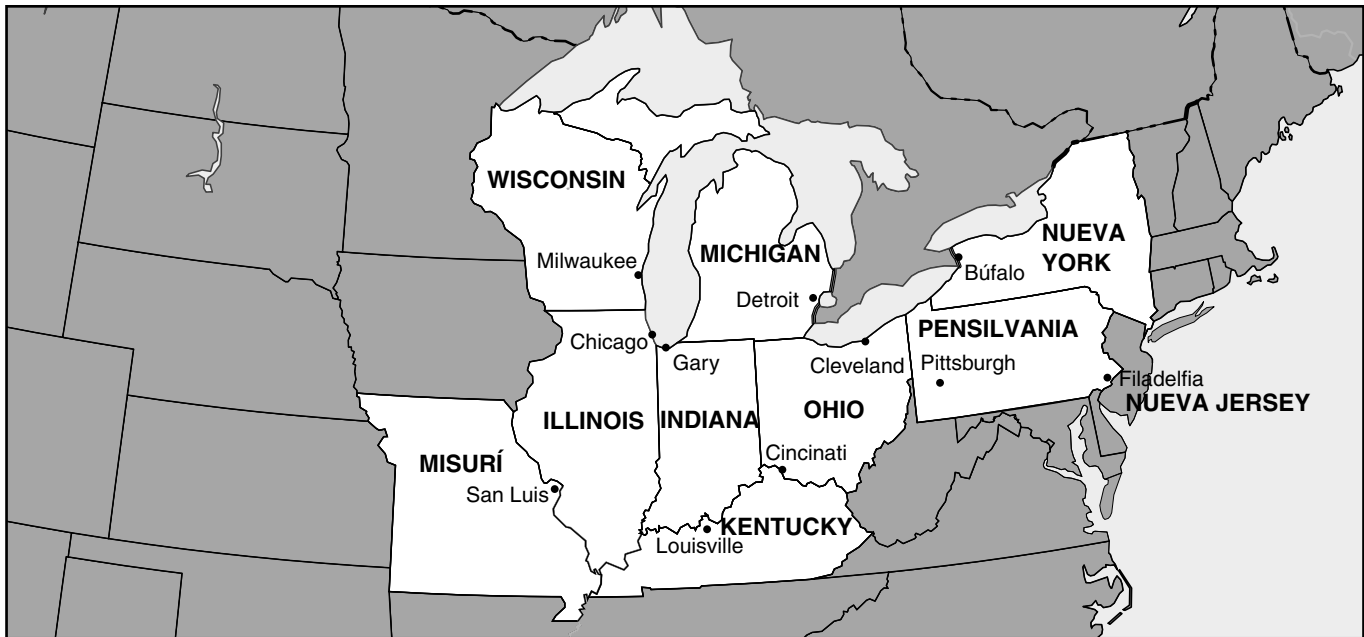 WISCONSIN
NUEVA
YORK
MICHIGAN
Milwaukee
Búfalo
Detroit
PENSILVANIA
Chicago
Gary
Cleveland
Pittsburgh
Filadelfia
NUEVA JERSEY
ILLINOIS
INDIANA
OHIO
MISURÍ
Cincinati
San Luis
KENTUCKY
Louisville